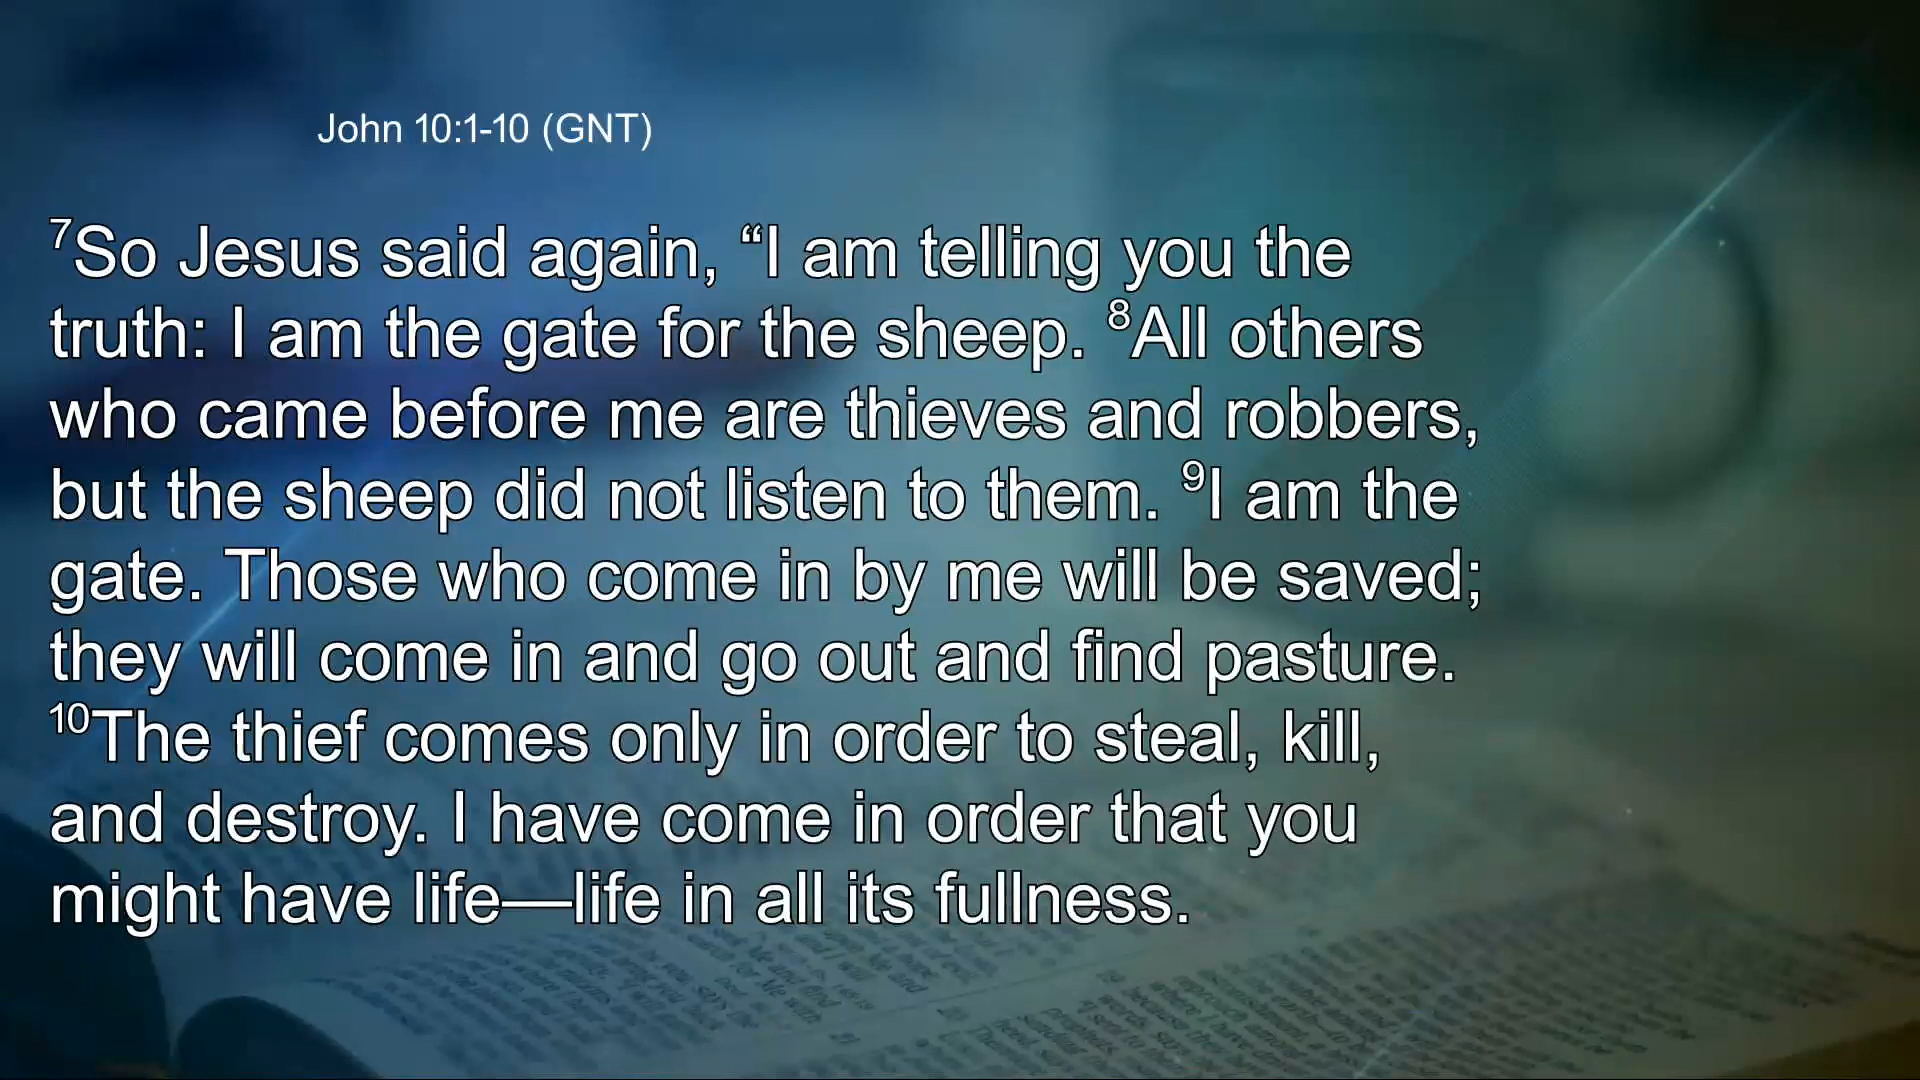 John 10:1-10 (GNT)
⁷So Jesus said again, “I am telling you the
truth: I am the gate for the sheep. ⁸All others
who came before me are thieves and robbers,
but the sheep did not listen to them. ⁹I am the
gate. Those who come in by me will be saved;
they will come in and go out and find pasture.
¹⁰The thief comes only in order to steal, kill,
and destroy. I have come in order that you
might have life—life in all its fullness.